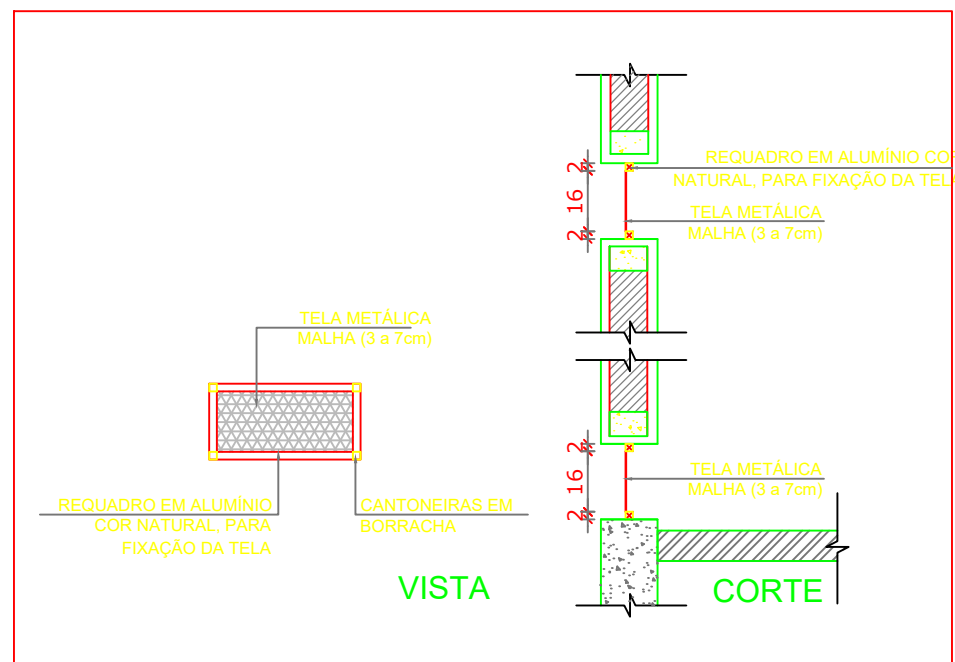 REQUADRO EM ALUMÍNIO COR
NATURAL, PARA FIXAÇÃO DA TELA
2
16
2
TELA METÁLICA
MALHA (3 a 7cm)
TELA METÁLICA
MALHA (3 a 7cm)
REQUADRO EM ALUMÍNIO
COR NATURAL, PARA
FIXAÇÃO DA TELA
CANTONEIRAS EM
BORRACHA
2
16
2
TELA METÁLICA
MALHA (3 a 7cm)
VISTA
CORTE